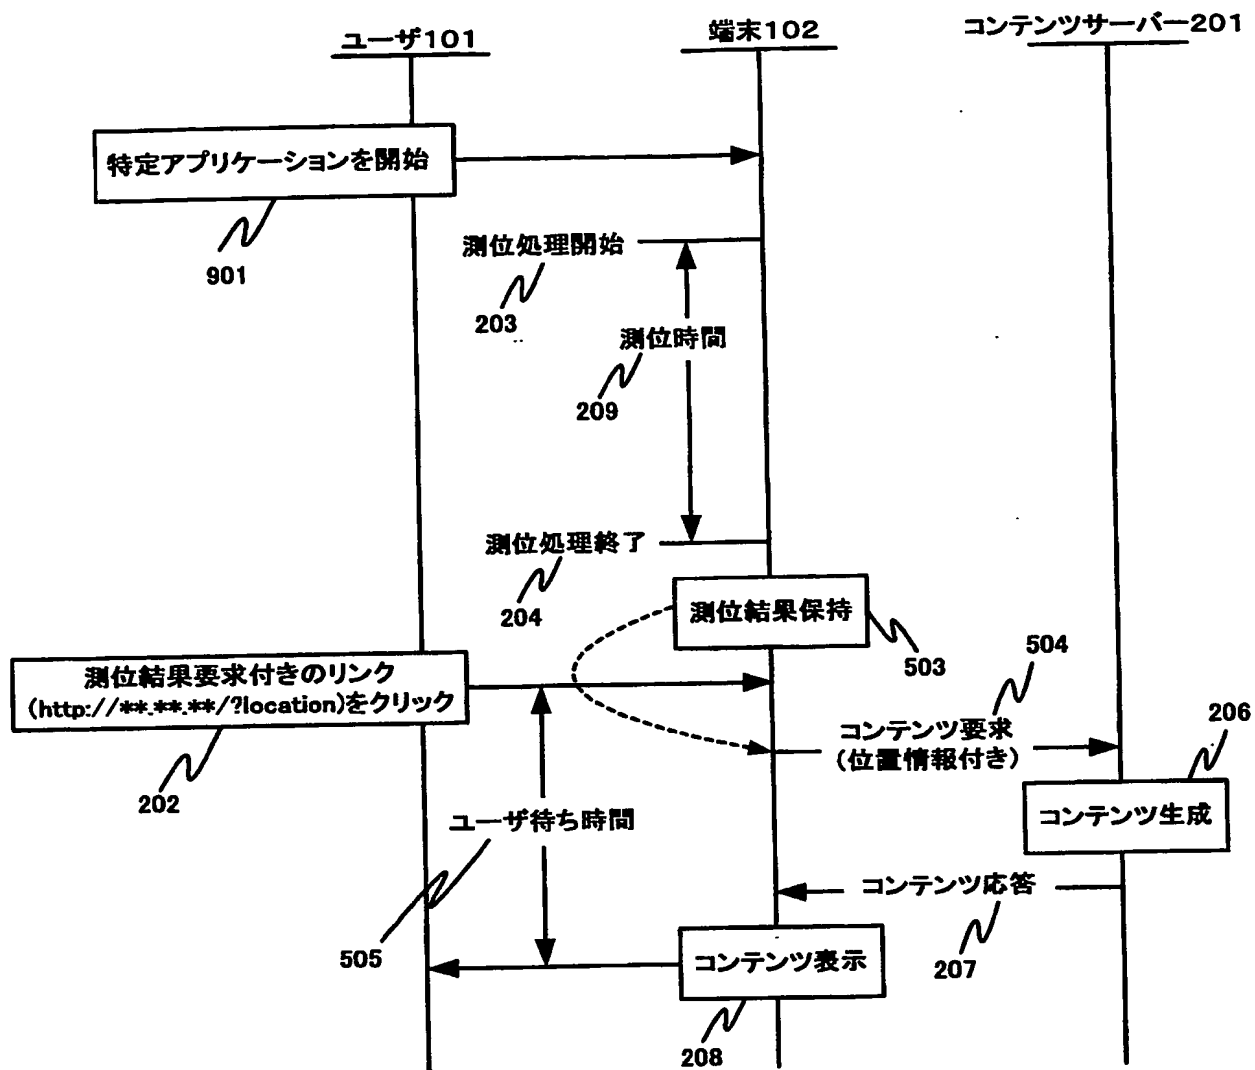 ユーザ101
端末102
コンテンツサーバー201
特定アプリケーションを開始
901
測位処理開始
203
測位時間
209
測位処理終了
204
測位結果保持
503
測位結果要求付きのリンク
(http://**.**.**/?location)をクリック
202
504
コンテンツ要求
(位置情報付き)
206
コンテンツ生成
ユーザ待ち時間
505
コンテンツ応答
207
コンテンツ表示
208